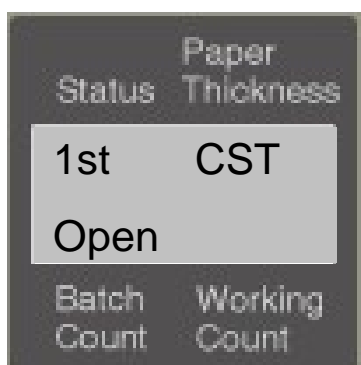 Paper
Status Thickness
1st CST
Open
Batch Working
Count Count